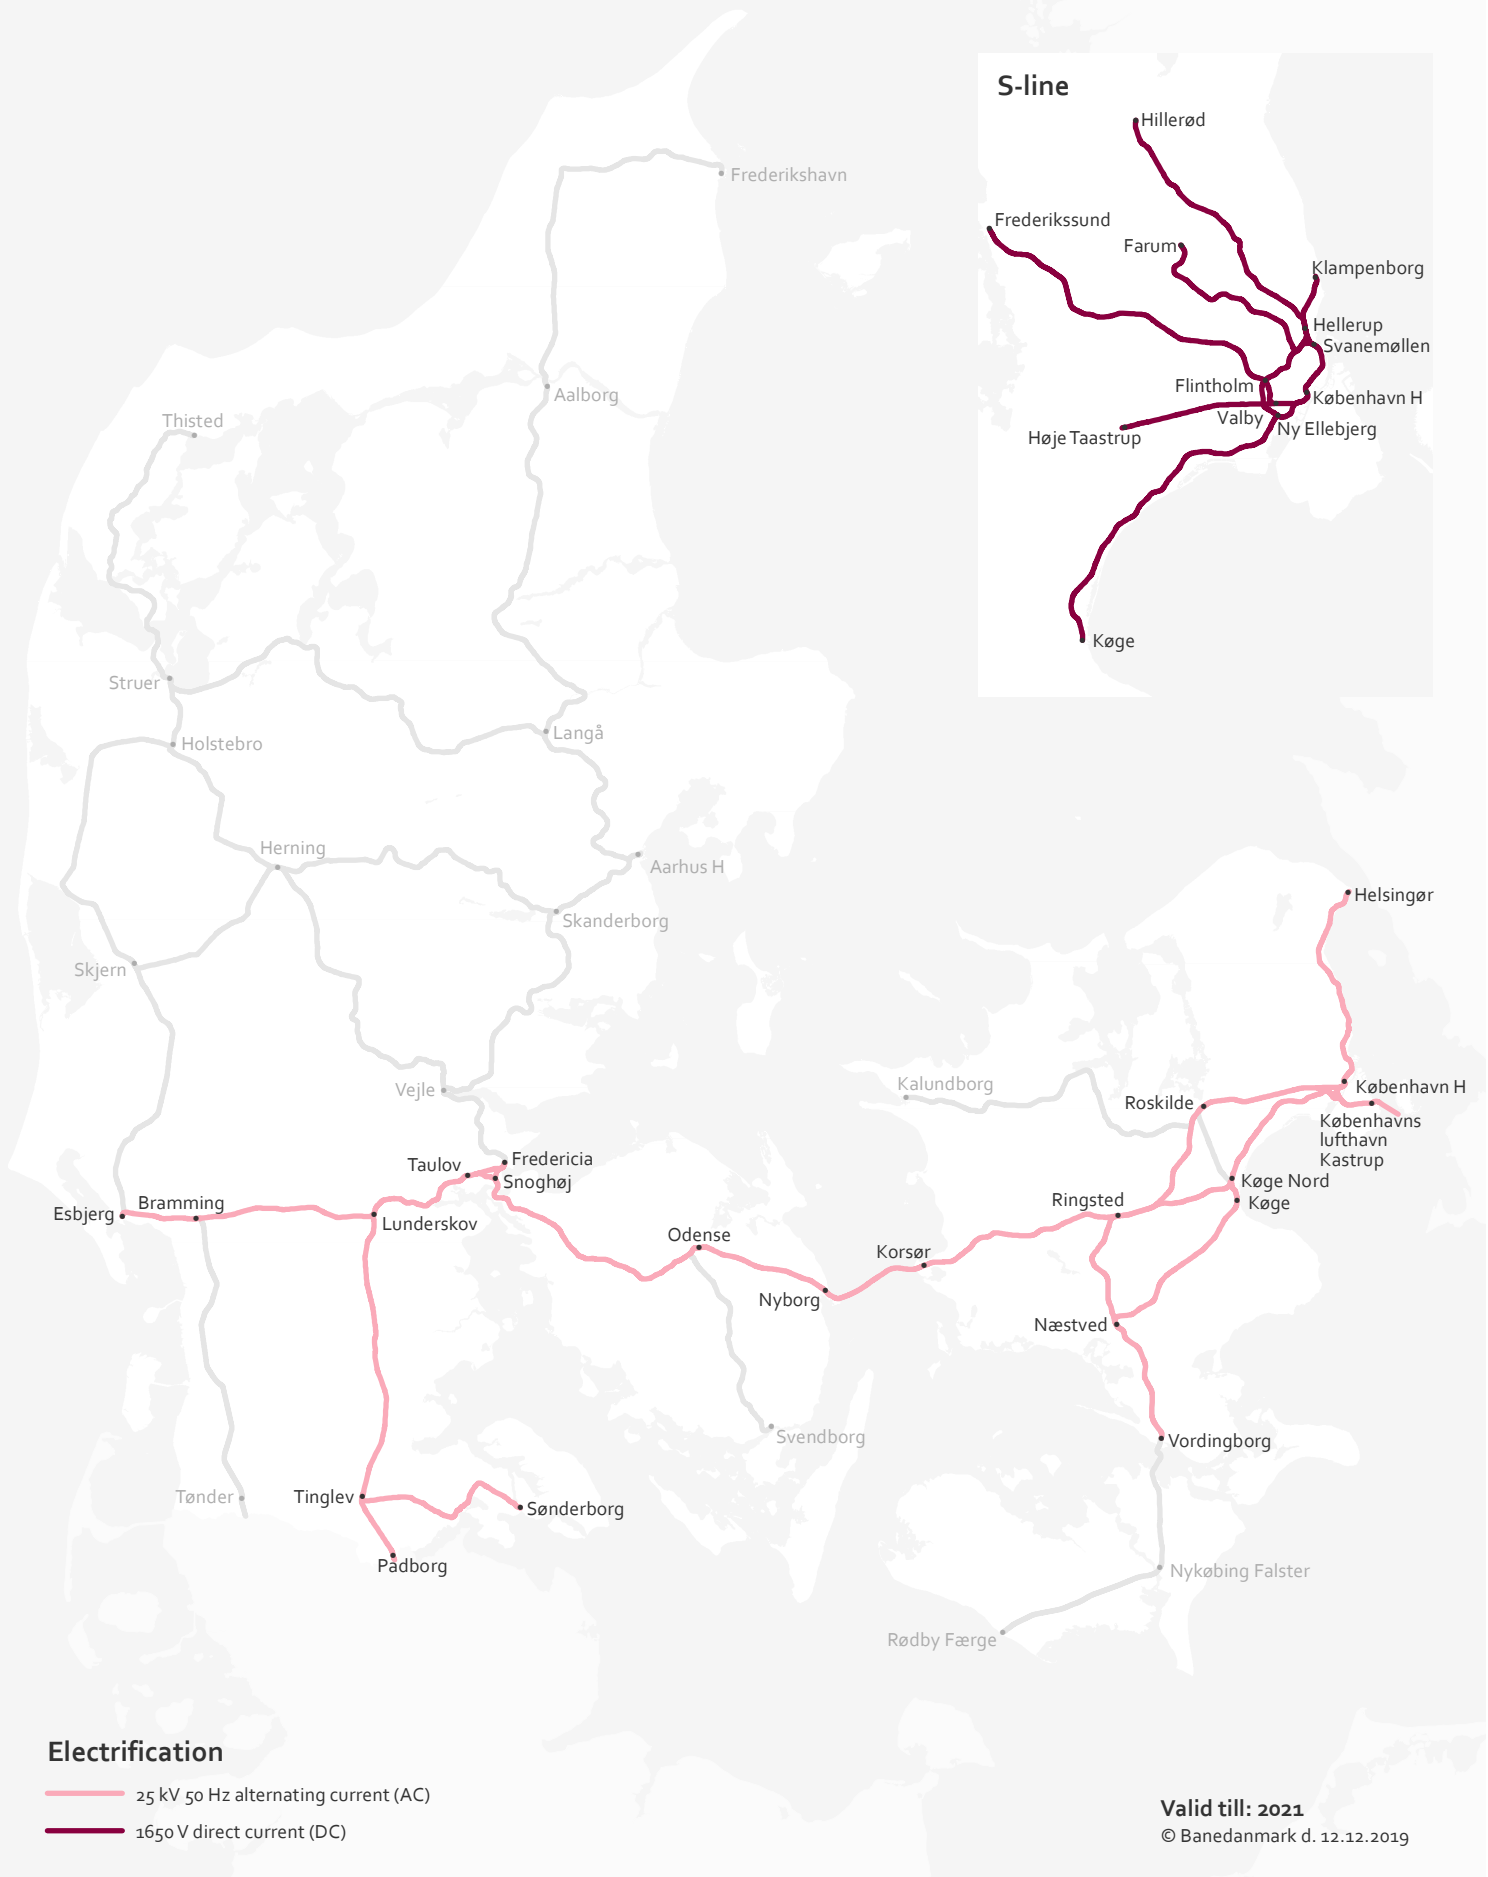 S-line
Hillerød
Frederikssund
Farum
Klampenborg
Hellerup
Svanemøllen
Flintholm
København H
Valby
Ny Ellebjerg
Høje Taastrup
Køge
Frederikshavn
Aalborg
Thisted
Struer
Holstebro
Langå
Herning
Aarhus H
Skanderborg
Skjern
Vejle
Kalundborg
Helsingør
København H
Roskilde
Københavns
lufthavn
Kastrup
Taulov
Fredericia
Snoghøj
Køge Nord
Køge
Ringsted
Esbjerg
Bramming
Lunderskov
Odense
Korsør
Nyborg
Næstved
Svendborg
Vordingborg
Tønder
Tinglev
Sønderborg
Padborg
Nykøbing Falster
Rødby Færge
Electrification
25 kV 50 Hz alternating current (AC)
1650 V direct current (DC)
Valid till: 2021
© Banedanmark d. 12.12.2019